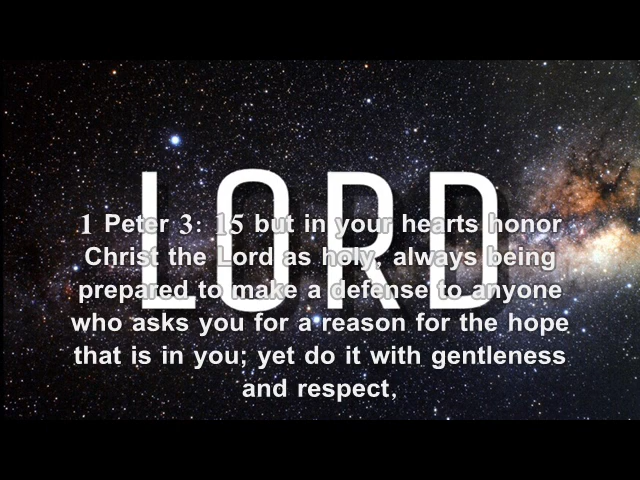 LORD
1 Peter 3: 15 but in your hearts honor
Christ the Lord as holy, always being
prepared to make a defense to anyone
who asks you for a reason for the hope
that is in you; yet do it with gentleness
and respect,